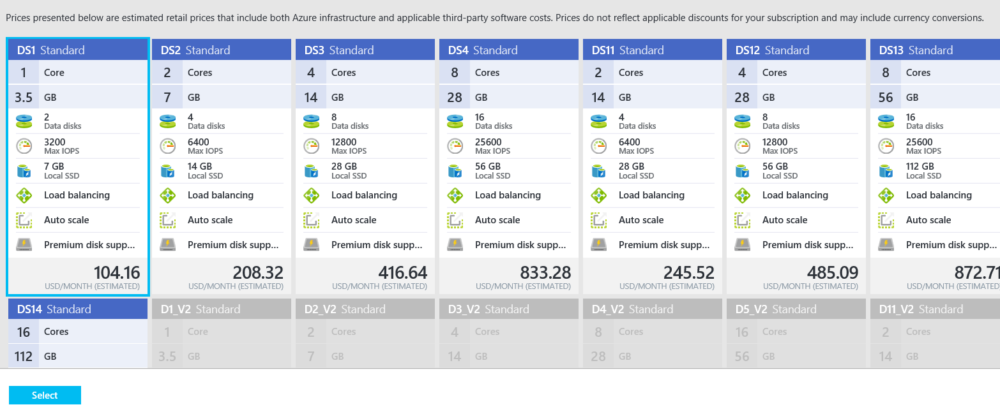 Prices presented below are estimated retail prices that include both Azure infrastructure and applicable third-party software costs. Prices do not reflect applicable discounts for your subscription and may include currency conversions.
DS1 Standard
1 Core
3.5 GB
2
Data disks
3200
Max IOPS
7 GB
Local SSD
Load balancing
Auto scale
Premium disk supp...
104.16
USD/MONTH (ESTIMATED)
DS2 Standard
2 Cores
7 GB
4
Data disks
6400
Max IOPS
14 GB
Local SSD
Load balancing
Auto scale
Premium disk supp...
208.32
USD/MONTH (ESTIMATED)
DS3 Standard
4 Cores
14 GB
8
Data disks
12800
Max IOPS
28 GB
Local SSD
Load balancing
Auto scale
Premium disk supp...
416.64
USD/MONTH (ESTIMATED)
DS4 Standard
8 Cores
28 GB
16
Data disks
25600
Max IOPS
56 GB
Local SSD
Load balancing
Auto scale
Premium disk supp...
833.28
USD/MONTH (ESTIMATED)
DS11 Standard
2 Cores
14 GB
4
Data disks
6400
Max IOPS
28 GB
Local SSD
Load balancing
Auto scale
Premium disk supp...
245.52
USD/MONTH (ESTIMATED)
DS12 Standard
4 Cores
28 GB
8
Data disks
12800
Max IOPS
56 GB
Local SSD
Load balancing
Auto scale
Premium disk supp...
485.09
USD/MONTH (ESTIMATED)
DS13 Standard
8 Cores
56 GB
16
Data disks
25600
Max IOPS
112 GB
Local SSD
Load balancing
Auto scale
Premium disk supp...
872.71
USD/MONTH (ESTIMATED
DS14 Standard
16 Cores
112 GB
D1_V2 Standard
1 Core
3.5 GB
D2_V2 Standard
2 Cores
7 GB
D3_V2 Standard
4 Cores
14 GB
D4_V2 Standard
8 Cores
28 GB
D5_V2 Standard
16 Cores
56 GB
D11_V2 Standard
2 Cores
14 GB
Select